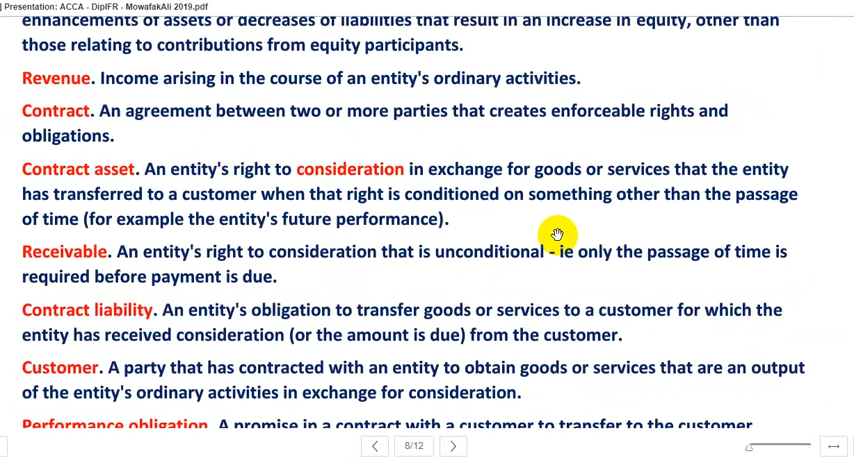 | Presentation: ACCA - DipIFR - MowafakAli 2019.pdf
enhancements of assets or decreases of liabilities that result in an increase in equity, other than
those relating to contributions from equity participants.
Revenue. Income arising in the course of an entity's ordinary activities.
Contract. An agreement between two or more parties that creates enforceable rights and
obligations.
Contract asset. An entity's right to consideration in exchange for goods or services that the entity
has transferred to a customer when that right is conditioned on something other than the passage
of time (for example the entity's future performance).
Receivable. An entity's right to consideration that is unconditional - ie only the passage of time is
required before payment is due.
Contract liability. An entity's obligation to transfer goods or services to a customer for which the
entity has received consideration (or the amount is due) from the customer.
Customer. A party that has contracted with an entity to obtain goods or services that are an output
of the entity's ordinary activities in exchange for consideration.
Performance obligation. A promise in a contract with a customer to transfer to the customer
8/12